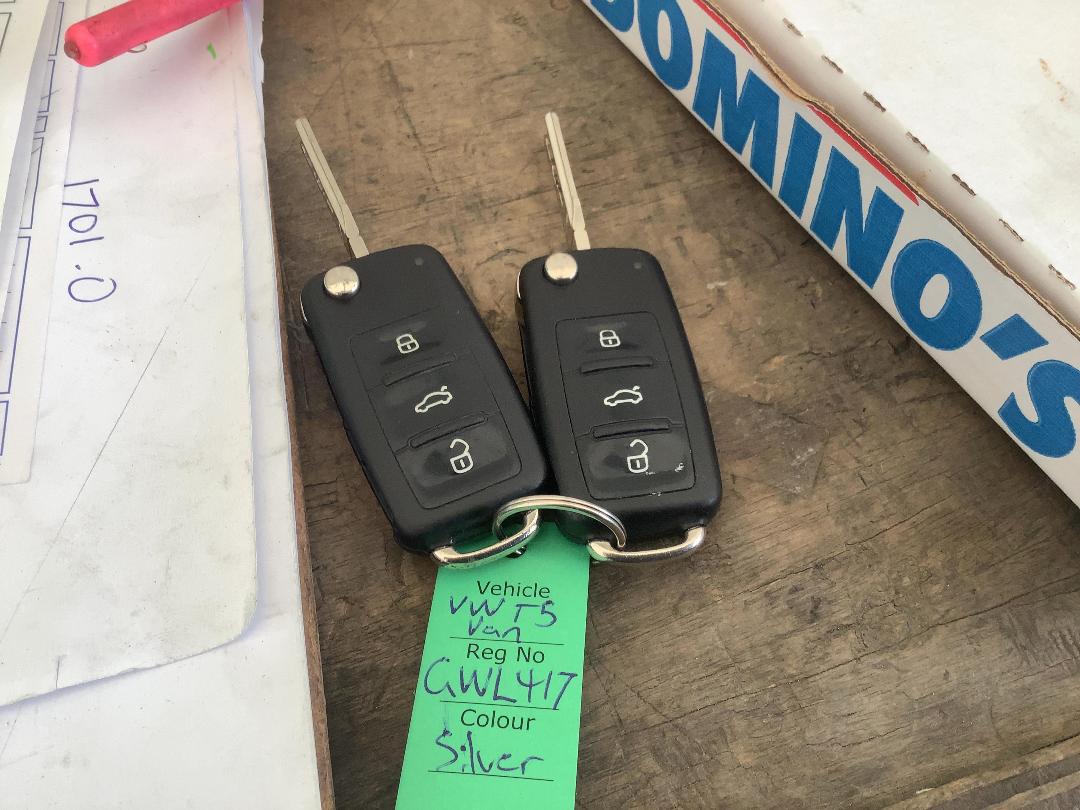 1701.0
DOMINO'S
Vehicle
VW T5
Van
Reg No
GWL417
Colour
Silver